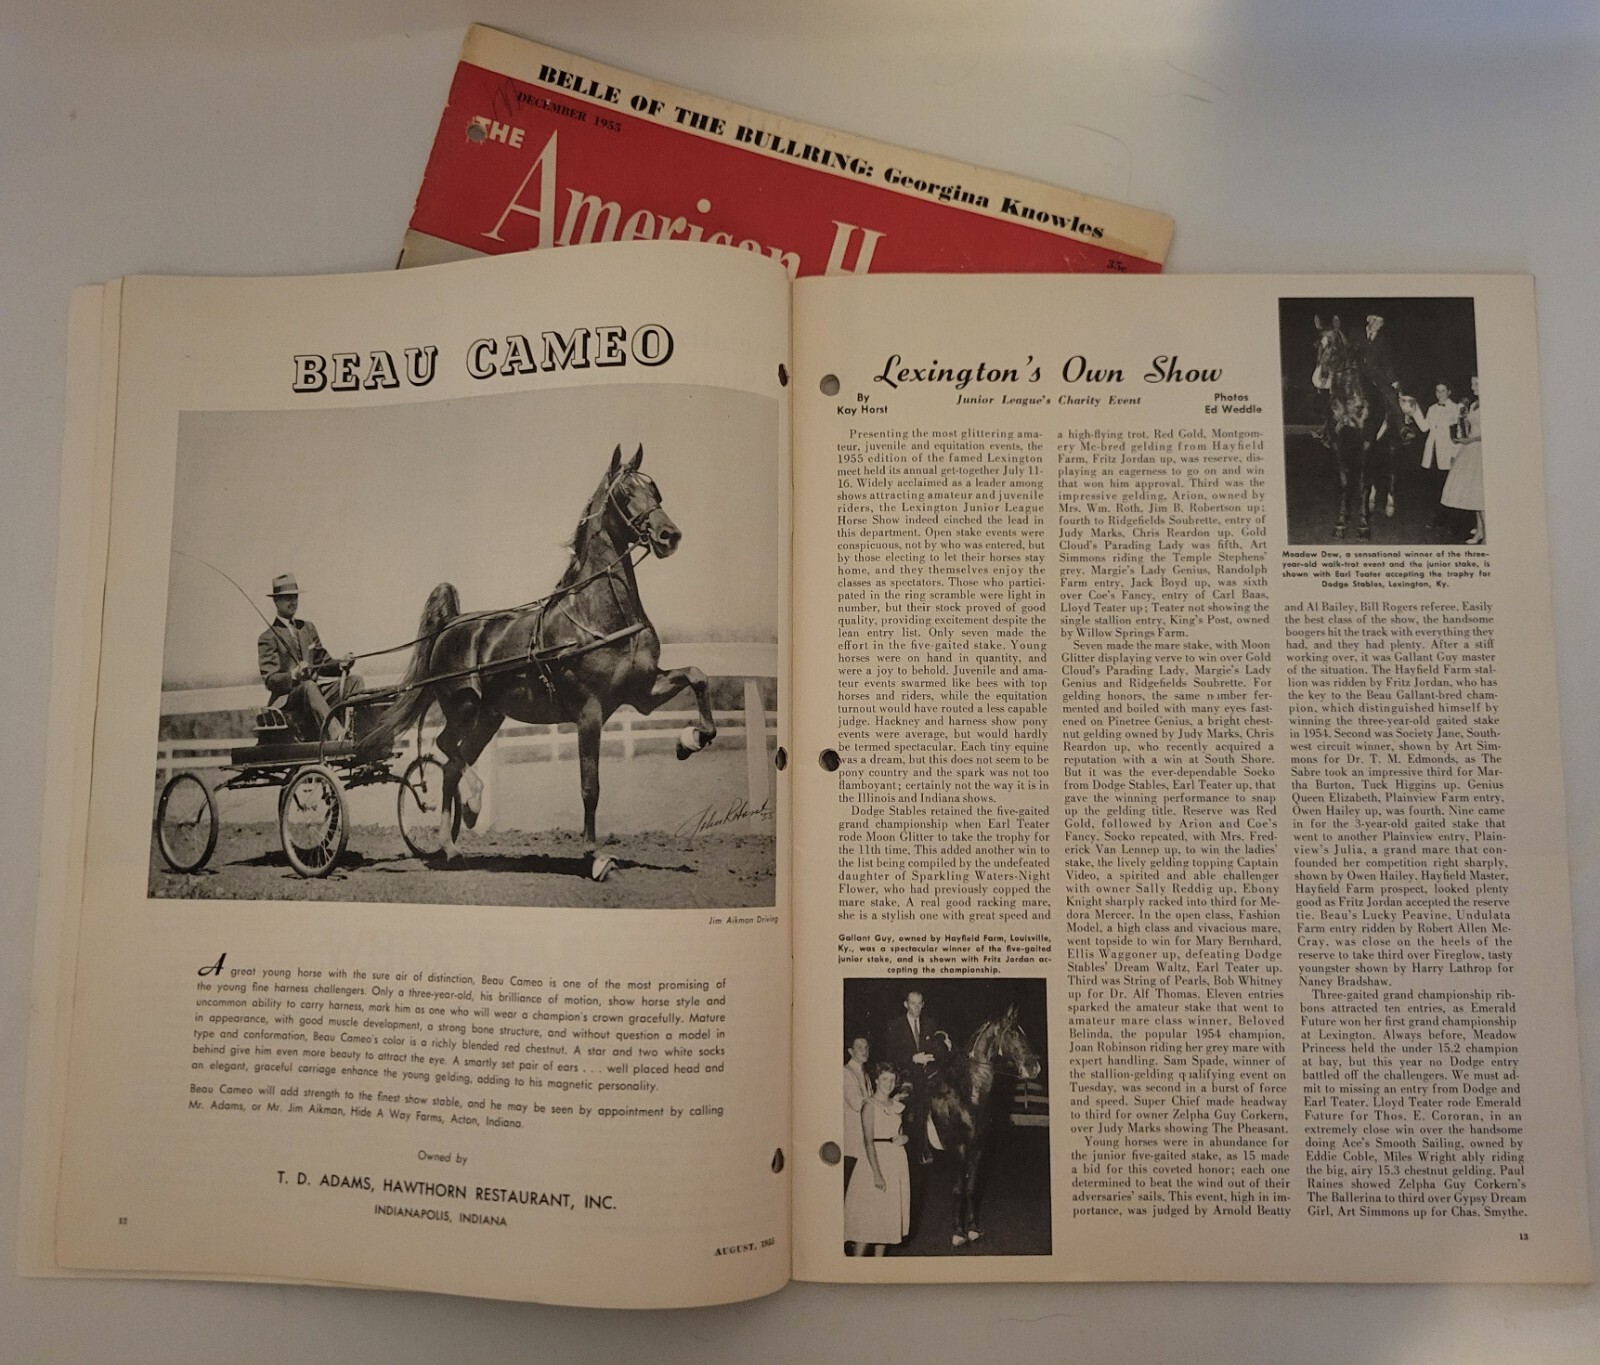 BELLE OF THE BULLRING: Georgina Knowles
DECEMBER 1955
THE
American H
35c
BEAU CAMEO
Jim Aikman Driving
A great young horse with the sure air of distinction, Beau Cameo is one of the most promising of
the young fine harness challengers. Only a three-year-old, his brilliance of motion, show horse style and
uncommon ability to carry harness, mark him as one who will wear a champion's crown gracefully. Mature
in appearance, with good muscle development, a strong bone structure, and without question a model in
type and conformation, Beau Cameo's color is a richly blended red chestnut. A star and two white socks
behind give him even more beauty to attract the eye. A smartly set pair of ears . . . well placed head and
an elegant, graceful carriage enhance the young gelding, adding to his magnetic personality.
Beau Cameo will add strength to the finest show stable, and he may be seen by appointment by calling
Mr. Adams, or Mr. Jim Aikman, Hide A Way Farms, Acton, Indiana.
Owned by
T. D. ADAMS, HAWTHORN RESTAURANT, INC.
INDIANAPOLIS, INDIANA
12
AUGUST, 1955
Lexington's Own Show
By
Kay Horst
Junior League's Charity Event
Photos
Ed Weddle
Presenting the most glittering ama-
teur, juvenile and equitation events, the
1955 edition of the famed Lexington
meet held its annual get-together July 11-
16. Widely acclaimed as a leader among
shows attracting amateur and juvenile
riders, the Lexington Junior League
Horse Show indeed cinched the lead in
this department. Open stake events were
conspicuous, not by who was entered, but
by those electing to let their horses stay
home, and they themselves enjoy the
classes as spectators. Those who partici-
pated in the ring scramble were light in
number, but their stock proved of good
quality, providing excitement despite the
lean entry list. Only seven made the
effort in the five-gaited stake. Young
horses were on hand in quantity, and
were a joy to behold. Juvenile and ama-
teur events swarmed like bees with top
horses and riders, while the equitation
turnout would have routed a less capable
judge. Hackney and harness show pony
events were average, but would hardly
be termed spectacular. Each tiny equine
was a dream, but this does not seem to be
pony country and the spark was not too
flamboyant; certainly not the way it is in
the Illinois and Indiana shows.
Dodge Stables retained the five-gaited
grand championship when Earl Teater
rode Moon Glitter to take the trophy for
the 11th time. This added another win to
the list being compiled by the undefeated
daughter of Sparkling Waters-Night
Flower, who had previously copped the
mare stake. A real good racking mare,
she is a stylish one with great speed and
Gallant Guy, owned by Hayfield Farm, Louisville,
Ky., was a spectacular winner of the five-gaited
junior stake, and is shown with Fritz Jordan ac-
cepting the championship.
a high-flying trot. Red Gold, Montgom-
ery Mc-bred gelding from Hayfield
Farm, Fritz Jordan up, was reserve, dis-
playing an eagerness to go on and win
that won him approval. Third was the
impressive gelding, Arion, owned by
Mrs. Wm. Roth, Jim B. Robertson up;
fourth to Ridgefields Soubrette, entry of
Judy Marks, Chris Reardon up. Gold
Cloud's Parading Lady was fifth, Art
Simmons riding the Temple Stephens'
grey. Margie's Lady Genius, Randolph
Farm entry, Jack Boyd up, was sixth
over Coe's Fancy, entry of Carl Baas,
Lloyd Teater up; Teater not showing the
single stallion entry, King's Post, owned
by Willow Springs Farm.
Seven made the mare stake, with Moon
Glitter displaying verve to win over Gold
Cloud's Parading Lady, Margie's Lady
Genius and Ridgefields Soubrette. For
gelding honors, the same number fer-
mented and boiled with many eyes fast-
ened on Pinetree Genius, a bright chest-
nut gelding owned by Judy Marks, Chris
Reardon up, who recently acquired a
reputation with a win at South Shore.
But it was the ever-dependable Socko
from Dodge Stables, Earl Teater up, that
gave the winning performance to snap
up the gelding title. Reserve was Red
Gold, followed by Arion and Coe's
Fancy. Socko repeated, with Mrs. Fred-
erick Van Lennep up, to win the ladies'
stake, the lively gelding topping Captain
Video, a spirited and able challenger
with owner Sally Reddig up. Ebony
Knight sharply racked into third for Me-
dora Mercer. In the open class, Fashion
Model, a high class and vivacious mare,
went topside to win for Mary Bernhard,
Ellis Waggoner up, defeating Dodge
Stables' Dream Waltz, Earl Teater up.
Third was String of Pearls, Bob Whitney
up for Dr. Alf Thomas. Eleven entries
sparked the amateur stake that went to
amateur mare class winner, Beloved
Belinda, the popular 1954 champion,
Joan Robinson riding her grey mare with
expert handling. Sam Spade, winner of
the stallion-gelding qualifying event on
Tuesday, was second in a burst of force
and speed. Super Chief made headway
to third for owner Zelpha Guy Corkern,
over Judy Marks showing The Pheasant.
Young horses were in abundance for
the junior five-gaited stake, as 15 made
a bid for this coveted honor; each one
determined to beat the wind out of their
adversaries' sails. This event, high in im-
portance, was judged by Arnold Beatty
Meadow Dew, a sensational winner of the three-
year-old walk-trot event and the junior stake, is
shown with Earl Teater accepting the trophy for
Dodge Stables, Lexington, Ky.
and Al Bailey, Bill Rogers referee. Easily
the best class of the show, the handsome
boogers hit the track with everything they
had, and they had plenty. After a stiff
working over, it was Gallant Guy master
of the situation. The Hayfield Farm stal-
lion was ridden by Fritz Jordan, who has
the key to the Beau Gallant-bred cham-
pion, which distinguished himself by
winning the three-year-old gaited stake
in 1954. Second was Society Jane, South-
west circuit winner, shown by Art Sim-
mons for Dr. T. M. Edmonds, as The
Sabre took an impressive third for Mar-
tha Burton, Tuck Higgins up. Genius
Queen Elizabeth, Plainview Farm entry,
Owen Hailey up, was fourth. Nine came
in for the 3-year-old gaited stake that
went to another Plainview entry, Plain-
view's Julia, a grand mare that con-
founded her competition right sharply,
shown by Owen Hailey. Hayfield Master,
Hayfield Farm prospect, looked plenty
good as Fritz Jordan accepted the reserve
tie. Beau's Lucky Peavine, Undulata
Farm entry ridden by Robert Allen Mc-
Cray, was close on the heels of the
reserve to take third over Fireglow, tasty
youngster shown by Harry Lathrop for
Nancy Bradshaw.
Three-gaited grand championship rib-
bons attracted ten entries, as Emerald
Future won her first grand championship
at Lexington. Always before, Meadow
Princess held the under 15.2 champion
at bay, but this year no Dodge entry
battled off the challengers. We must ad-
mit to missing an entry from Dodge and
Earl Teater. Lloyd Teater rode Emerald
Future for Thos. E. Cororan, in an
extremely close win over the handsome
doing Ace's Smooth Sailing, owned by
Eddie Coble, Miles Wright ably riding
the big, airy 15.3 chestnut gelding. Paul
Raines showed Zelpha Guy Corkern's
The Ballerina to third over Gypsy Dream
Girl, Art Simmons up for Chas. Smythe.
13